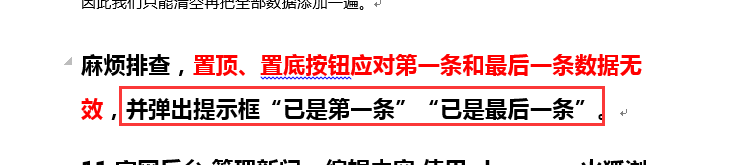 因此我们只能清空再把全部数据添加一遍。
麻烦排查，置顶、置底按钮应对第一条和最后一条数据无
效，并弹出提示框“已是第一条”“已是最后一条”。